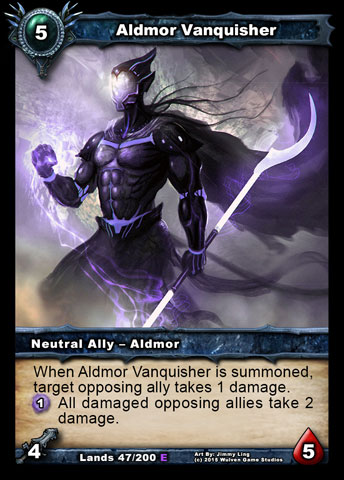 5
Aldmor Vanquisher
Neutral Ally – Aldmor
When Aldmor Vanquisher is summoned,
target opposing ally takes 1 damage.
1 All damaged opposing allies take 2
damage.
4
Lands 47/200 E
Art By: Jimmy Ling
(c) 2015 Wulven Game Studios
5